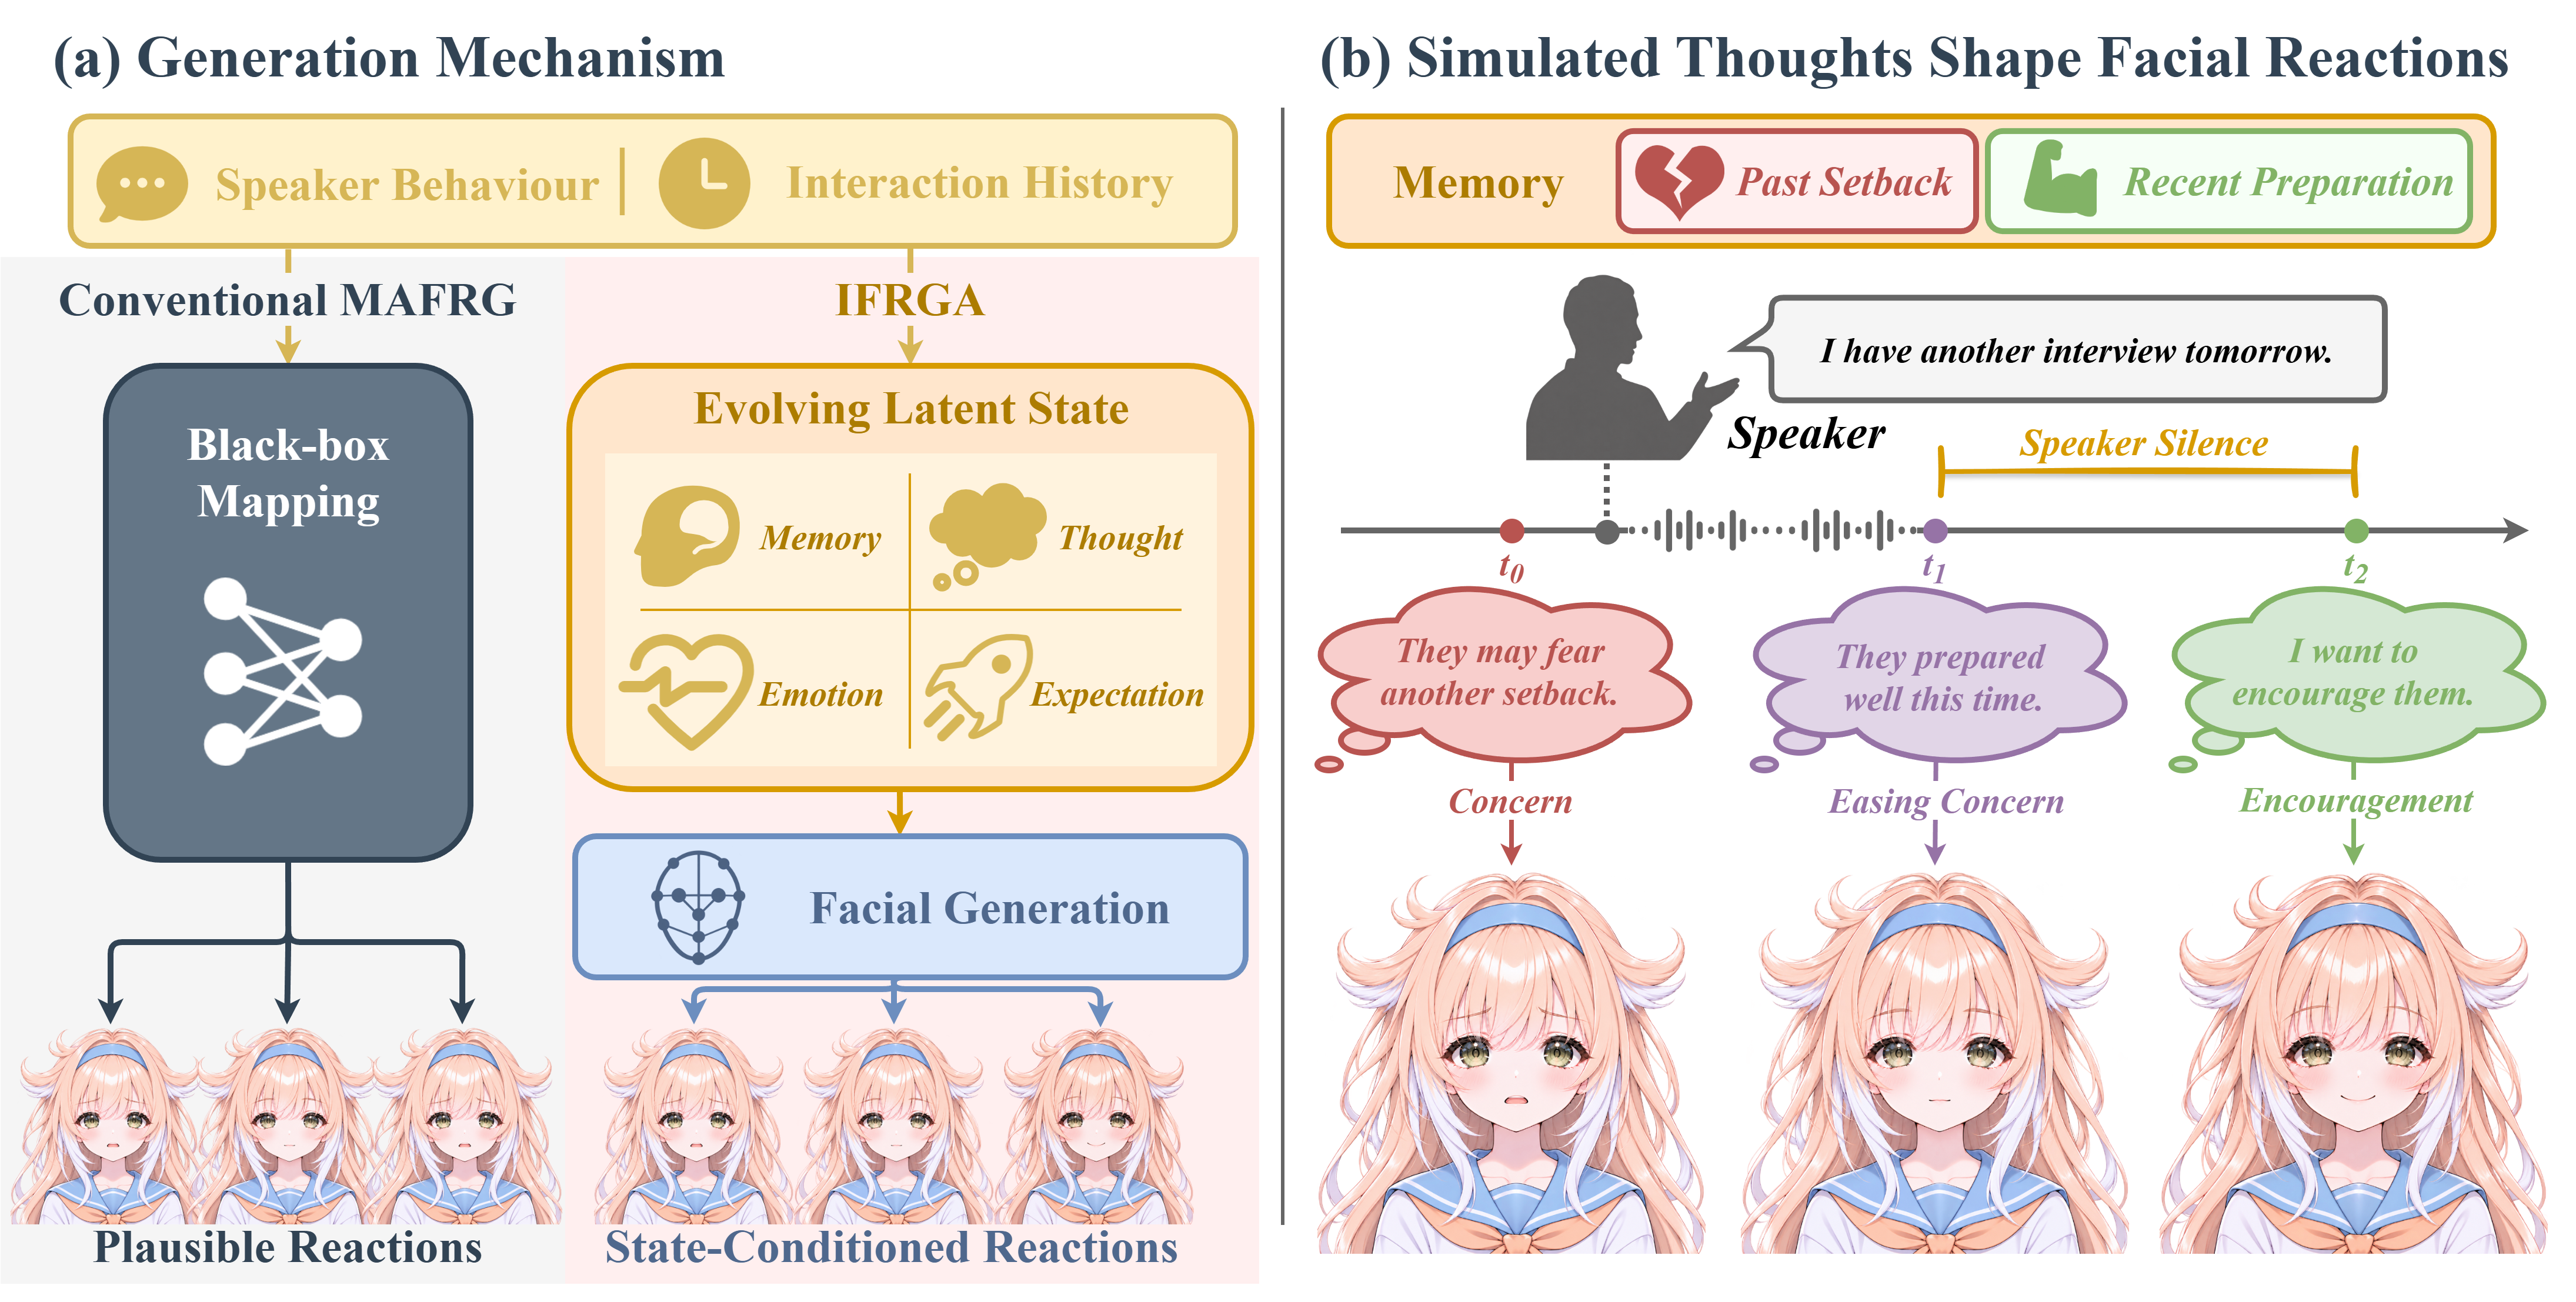 (a) Generation Mechanism
Speaker Behaviour
Interaction History
Conventional MAFRG
Black-box
Mapping
Plausible Reactions
IFRGA
Evolving Latent State
Memory
Thought
Emotion
Expectation
Facial Generation
State-Conditioned Reactions
(b) Simulated Thoughts Shape Facial Reactions
Memory
Past Setback
Recent Preparation
I have another interview tomorrow.
Speaker
Speaker Silence
t0
t1
t2
They may fear
another setback.
They prepared
well this time.
I want to
encourage them.
Concern
Easing Concern
Encouragement